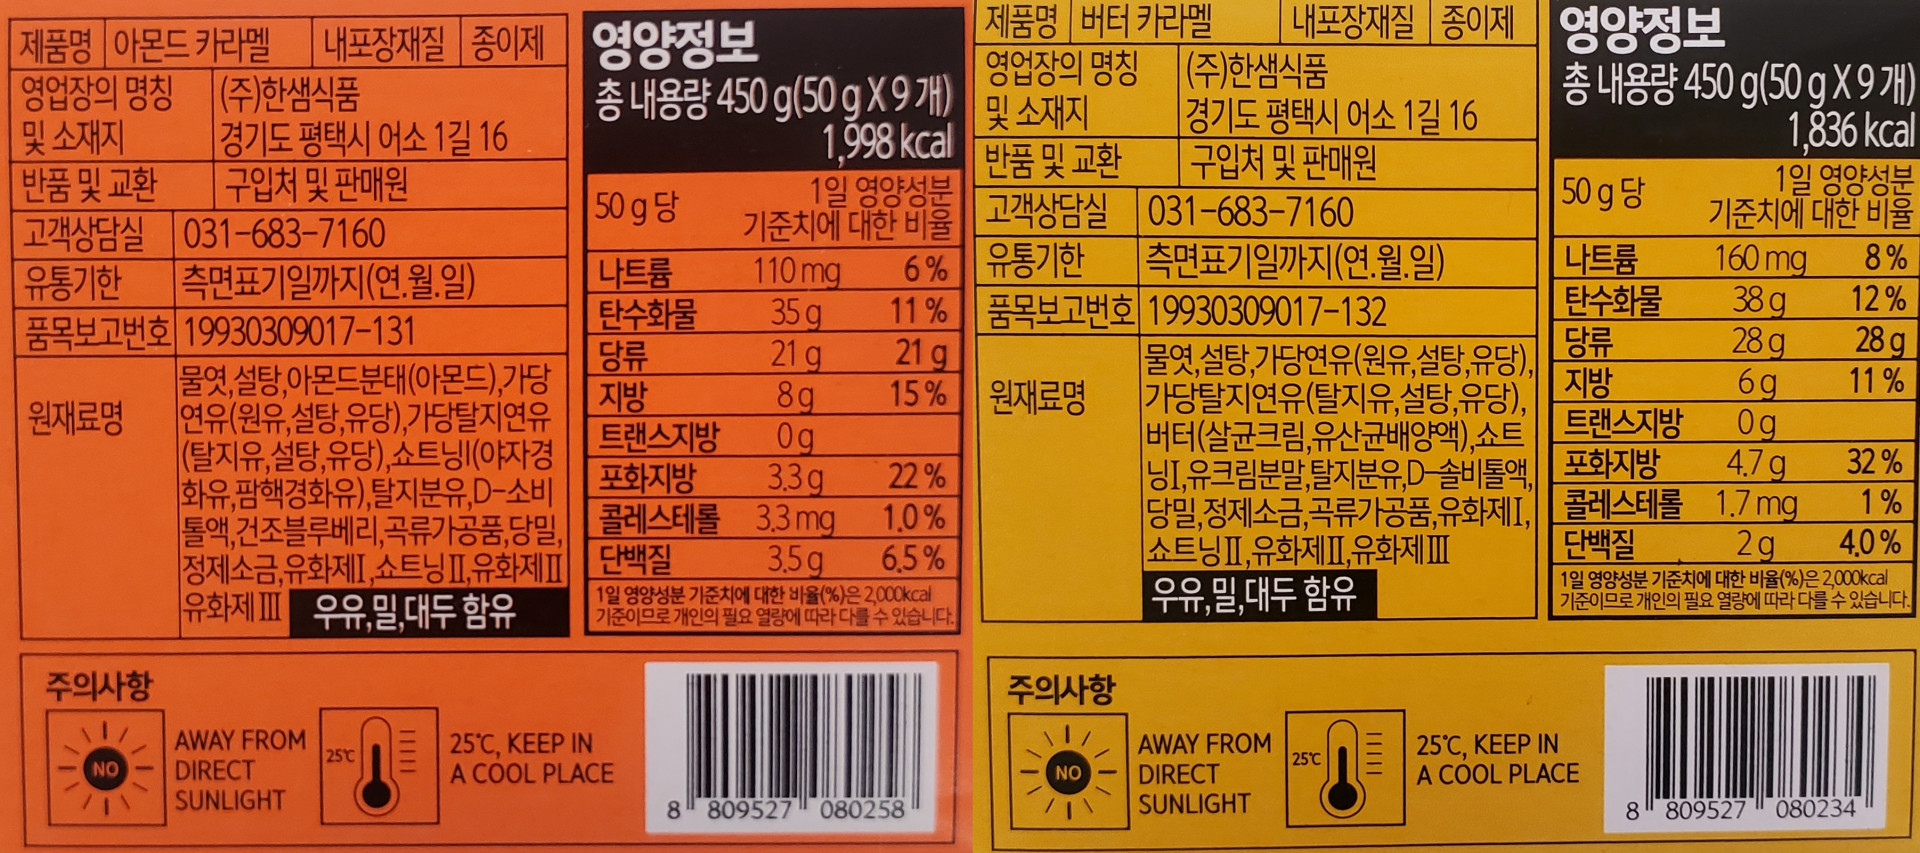 제품명 아몬드 카라멜 내포장재질 종이제
영업장의 명칭 (주)한샘식품
및 소재지 경기도 평택시 어소 1길 16
반품 및 교환 구입처 및 판매원
고객상담실 031-683-7160
유통기한 측면표기일까지(연.월.일)
품목보고번호 19930309017-131
원재료명
물엿,설탕,아몬드분태(아몬드),가당
연유(원유,설탕,유당),가당탈지연유
(탈지유,설탕,유당),쇼트닝I(야자경
화유,팜핵경화유),탈지분유,D-소비
톨액,건조블루베리,곡류가공품,당밀,
정제소금,유화제I,쇼트닝II,유화제II
유화제III 우유,밀,대두 함유
영양정보
총 내용량 450 g(50 g X 9 개)
1,998 kcal
50 g 당 1일 영양성분
기준치에 대한 비율
나트륨 110 mg 6 %
탄수화물 35 g 11 %
당류 21 g 21 g
지방 8 g 15 %
트랜스지방 0 g
포화지방 3.3 g 22 %
콜레스테롤 3.3 mg 1.0 %
단백질 3.5 g 6.5 %
1일 영양성분 기준치에 대한 비율(%)은 2,000kcal
기준이므로 개인의 필요 열량에 따라 다를 수 있습니다.
주의사항
NO
AWAY FROM
DIRECT
SUNLIGHT
25℃
25℃, KEEP IN
A COOL PLACE
8 809527 080258
제품명 버터 카라멜 내포장재질 종이제
영업장의 명칭 (주)한샘식품
및 소재지 경기도 평택시 어소 1길 16
반품 및 교환 구입처 및 판매원
고객상담실 031-683-7160
유통기한 측면표기일까지(연.월.일)
품목보고번호 19930309017-132
원재료명
물엿,설탕,가당연유(원유,설탕,유당),
가당탈지연유(탈지유,설탕,유당),
버터(살균크림,유산균배양액),쇼트
닝I,유크림분말,탈지분유,D-솔비톨액,
당밀,정제소금,곡류가공품,유화제I,
쇼트닝II,유화제II,유화제III
우유,밀,대두 함유
영양정보
총 내용량 450 g(50 g X 9 개)
1,836 kcal
50 g 당 1일 영양성분
기준치에 대한 비율
나트륨 160 mg 8 %
탄수화물 38 g 12 %
당류 28 g 28 g
지방 6 g 11 %
트랜스지방 0 g
포화지방 4.7 g 32 %
콜레스테롤 1.7 mg 1 %
단백질 2 g 4.0 %
1일 영양성분 기준치에 대한 비율(%)은 2,000kcal
기준이므로 개인의 필요 열량에 따라 다를 수 있습니다.
주의사항
NO
AWAY FROM
DIRECT
SUNLIGHT
25℃
25℃, KEEP IN
A COOL PLACE
8 809527 080234